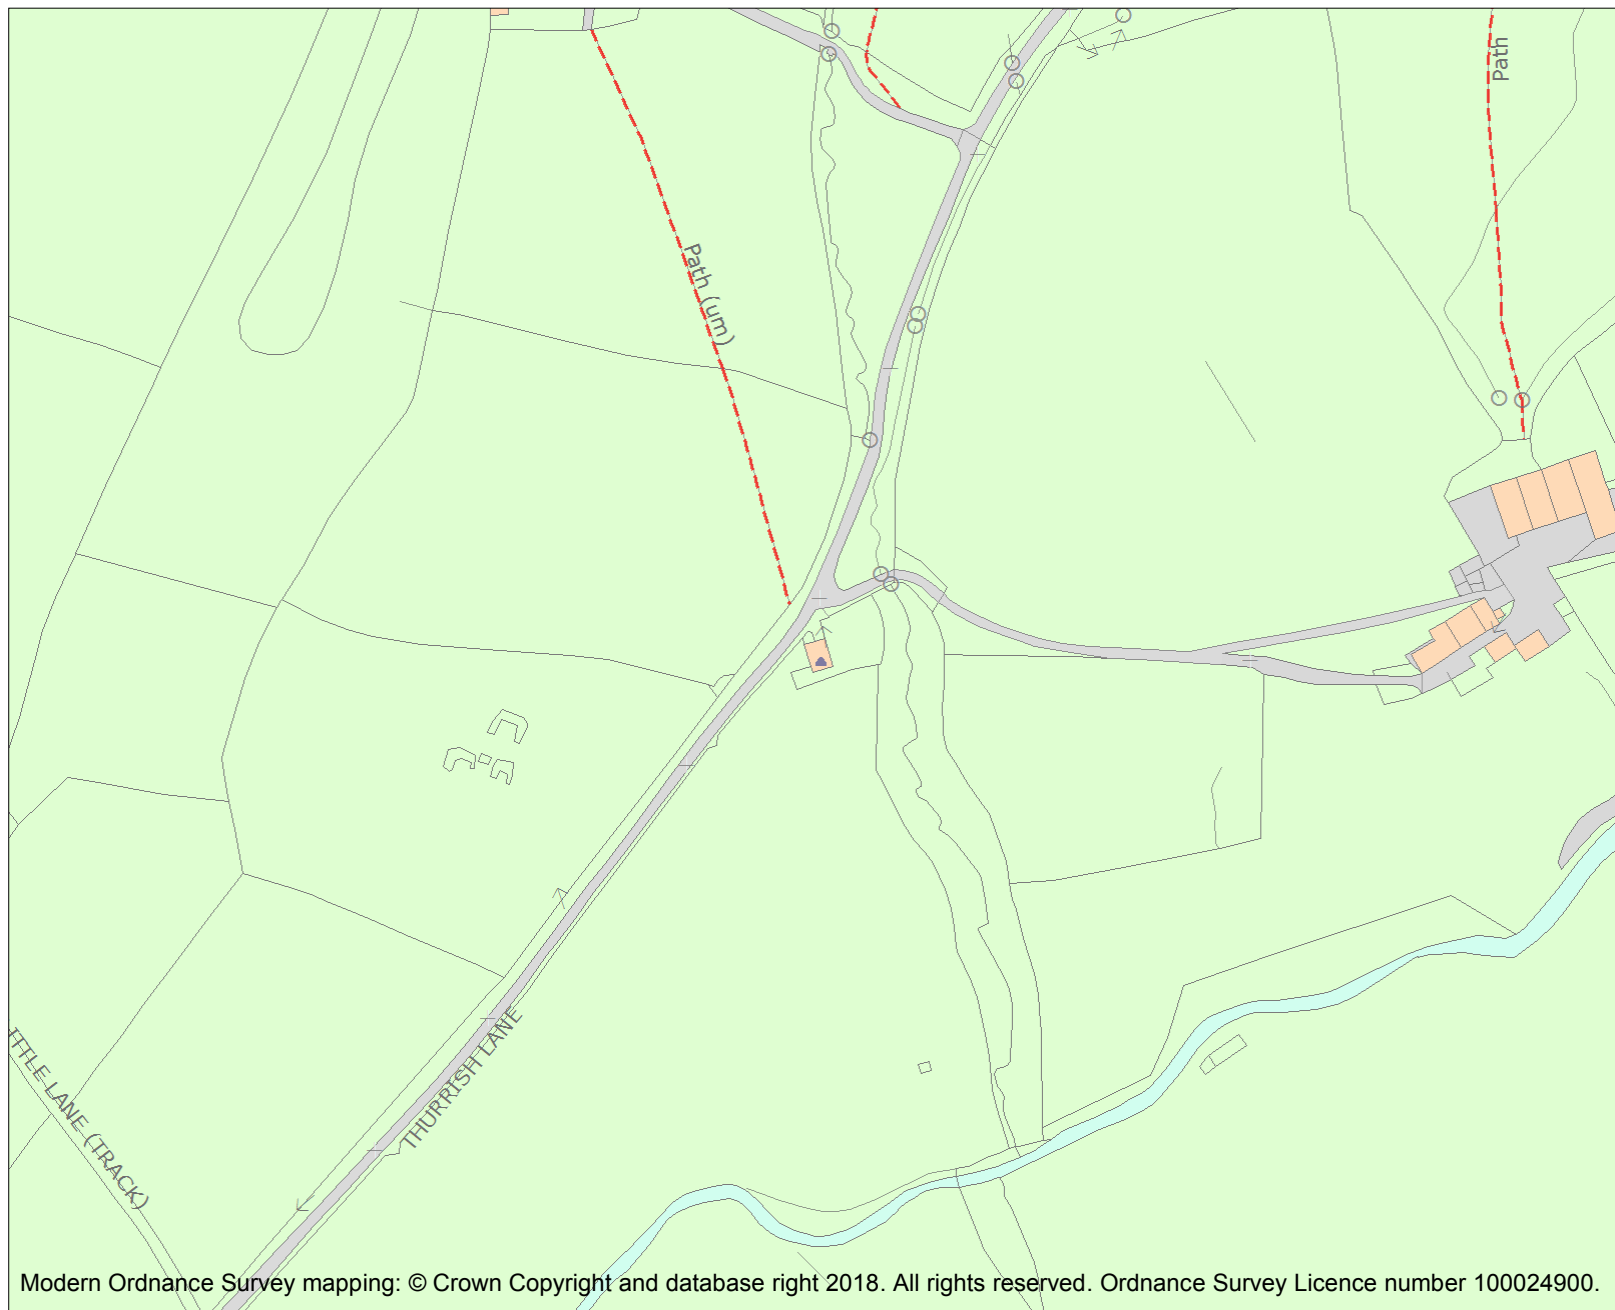 Path
Path (um)
THURRISH LANE
ITTLE LANE (TRACK)
Modern Ordnance Survey mapping: © Crown Copyright and database right 2018. All rights reserved. Ordnance Survey Licence number 100024900.